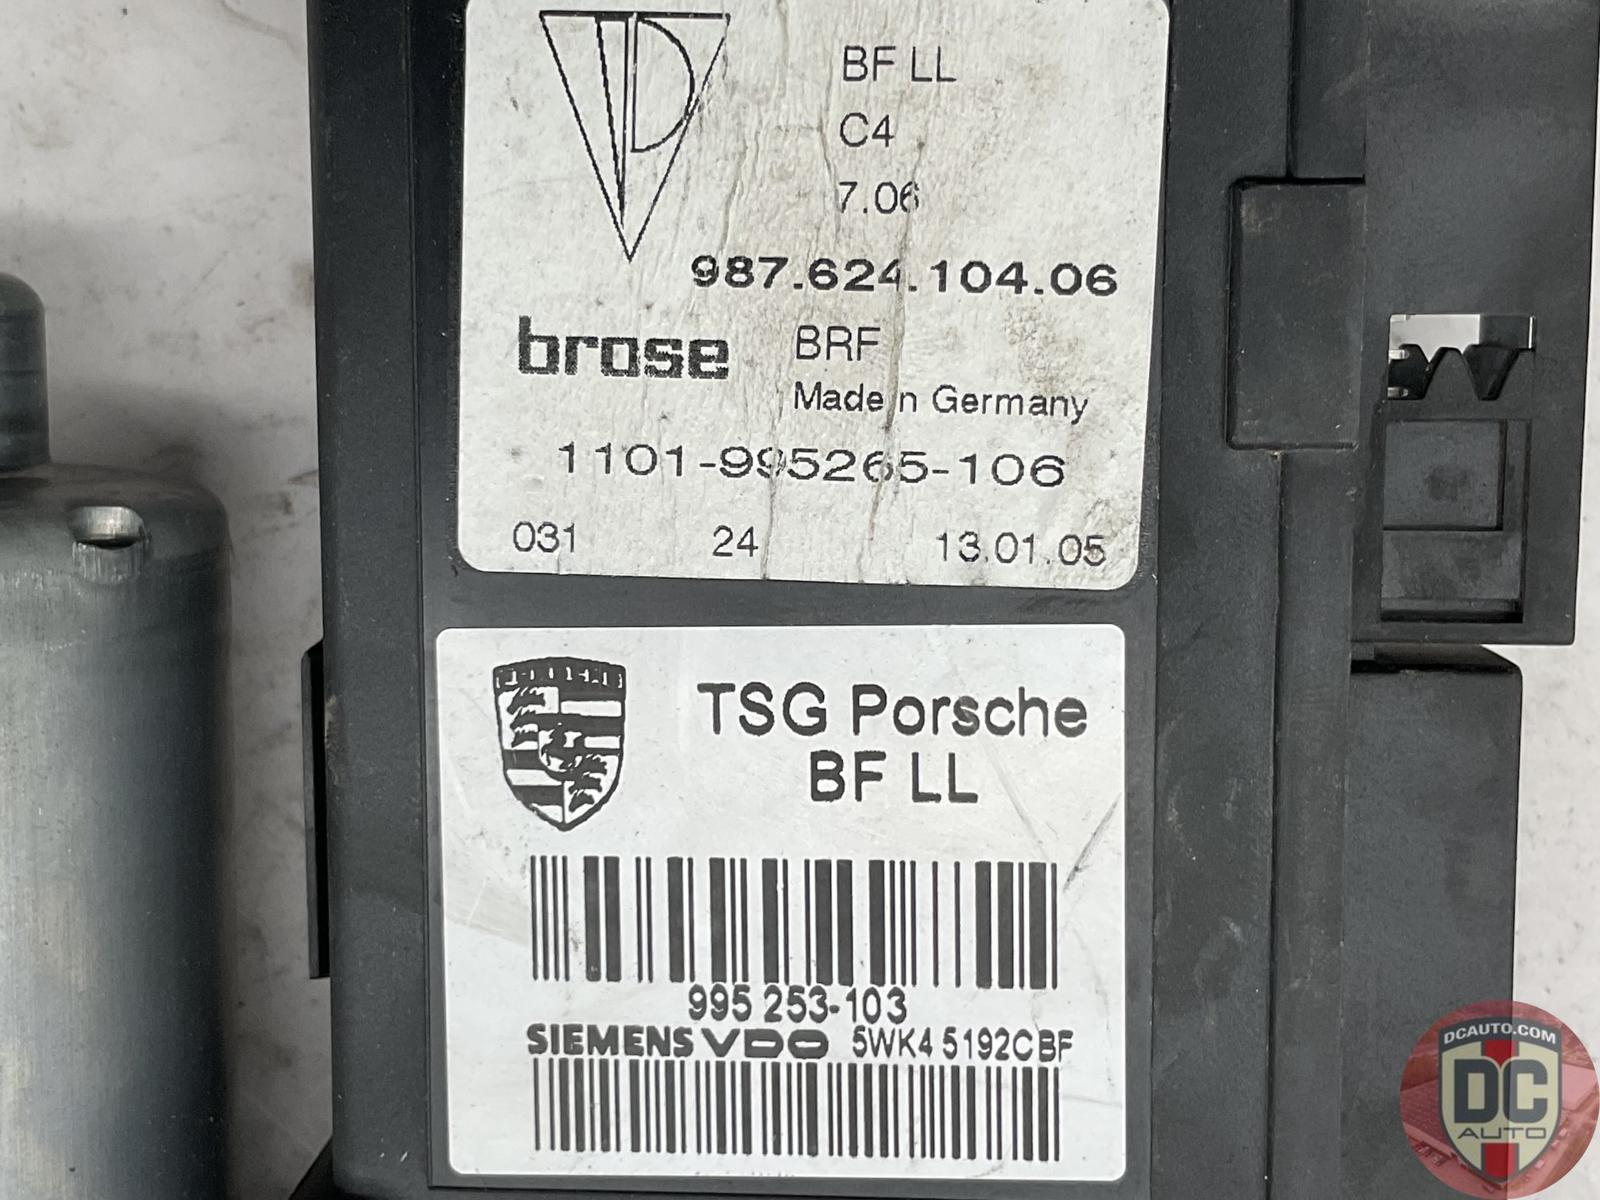 BF LL
C4
7.06
987.624.104.06
brose BRF
Made n Germany
1101-995265-106
031 24 13.01.05
TSG Porsche
BF LL
995 253-103
SIEMENS VDO 5WK4 5192CBF
DCAUTO.COM
DC
AUTO